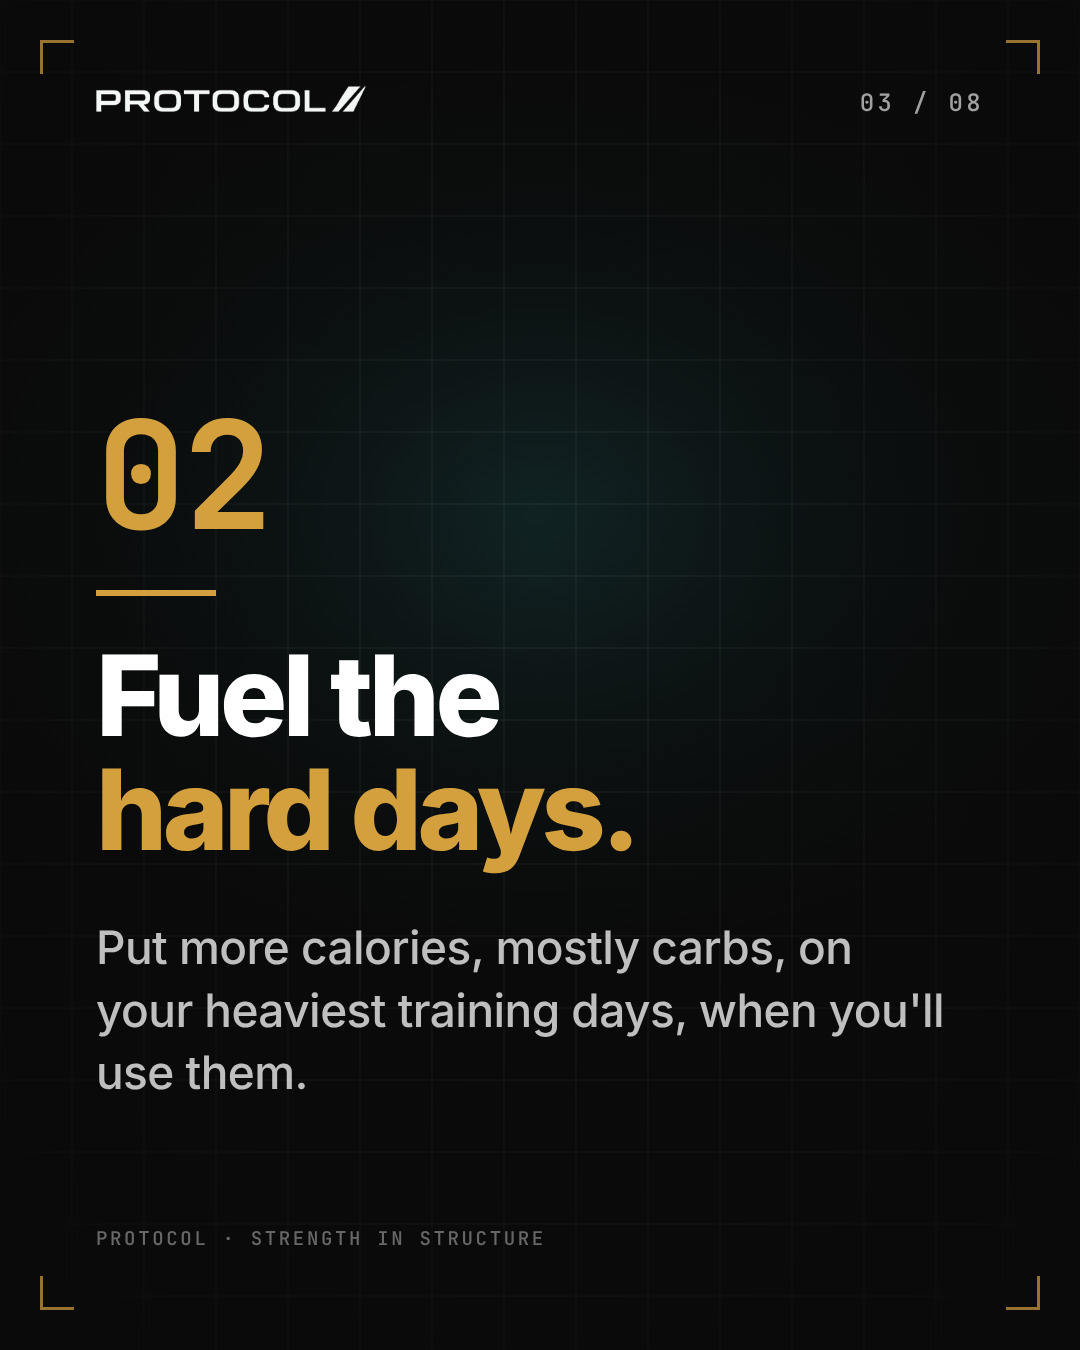 PROTOCOL
03 / 08
02
Fuel the
hard days.
Put more calories, mostly carbs, on
your heaviest training days, when you'll
use them.
PROTOCOL · STRENGTH IN STRUCTURE